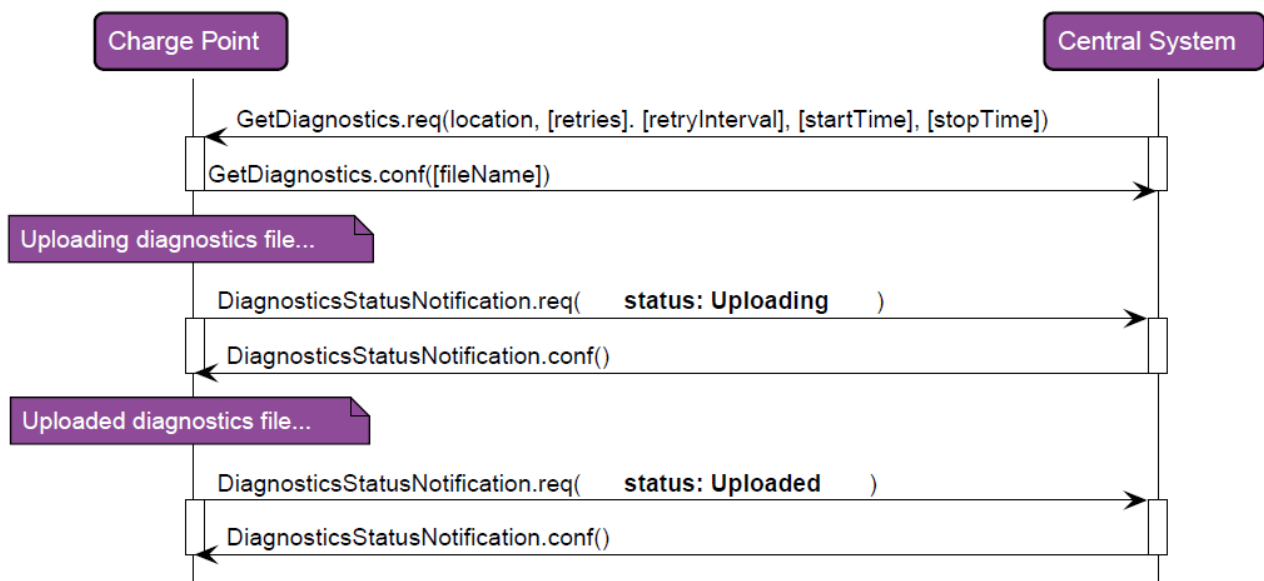 Charge Point
Central System
GetDiagnostics.req(location, [retries]. [retryInterval], [startTime], [stopTime])
GetDiagnostics.conf([fileName])
Uploading diagnostics file...
DiagnosticsStatusNotification.req( status: Uploading )
DiagnosticsStatusNotification.conf()
Uploaded diagnostics file...
DiagnosticsStatusNotification.req( status: Uploaded )
DiagnosticsStatusNotification.conf()